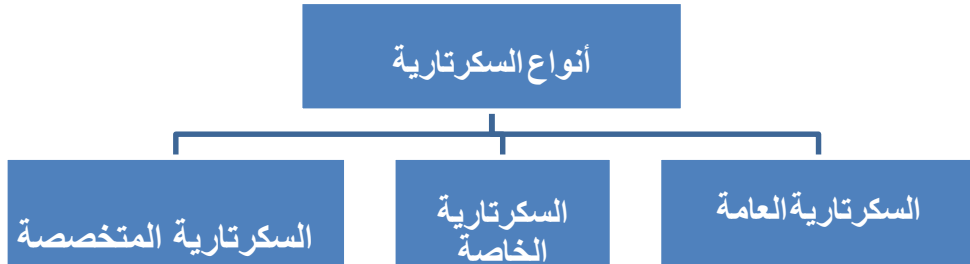 أنواع السكرتارية
السكرتارية العامة
السكرتارية
الخاصة
السكرتارية المتخصصة